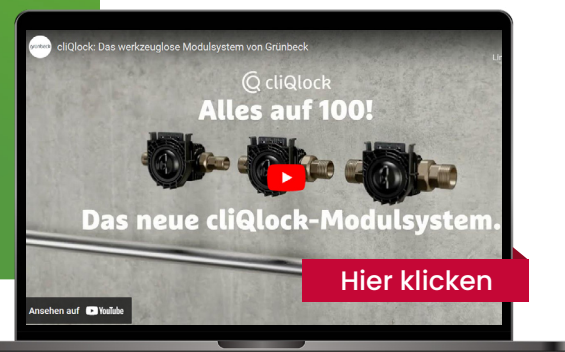 grünbeck
cliQlock: Das werkzeuglose Modulsystem von Grünbeck
cliQlock
Alles auf 100!
Das neue cliQlock-Modulsystem.
Hier klicken
Ansehen auf YouTube